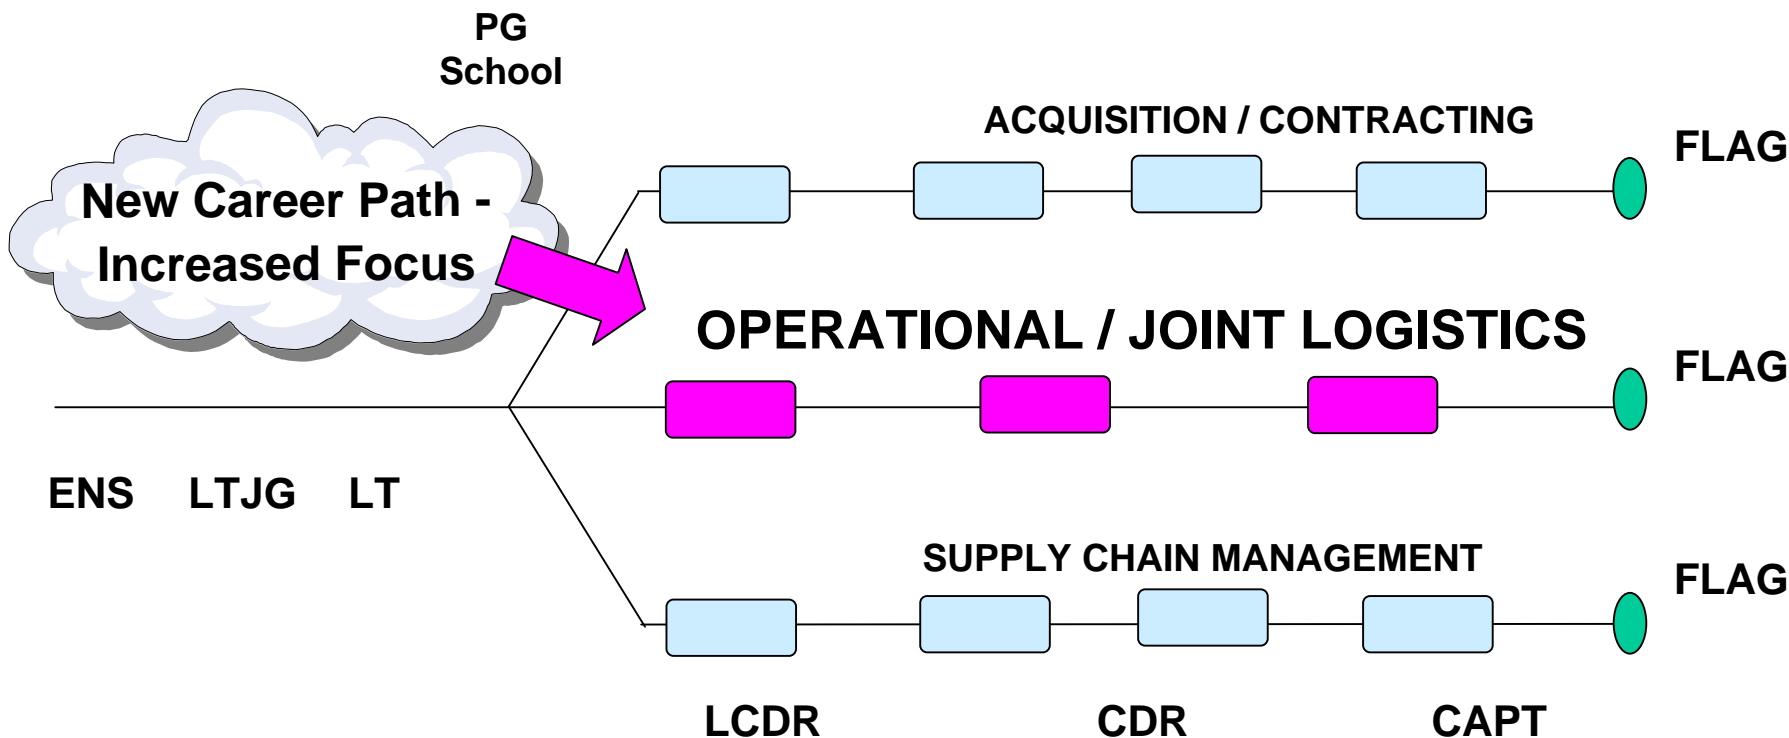 PG
School
ACQUISITION / CONTRACTING
FLAG
New Career Path -
Increased Focus
OPERATIONAL / JOINT LOGISTICS
FLAG
ENS LTJG LT
SUPPLY CHAIN MANAGEMENT
FLAG
LCDR CDR CAPT